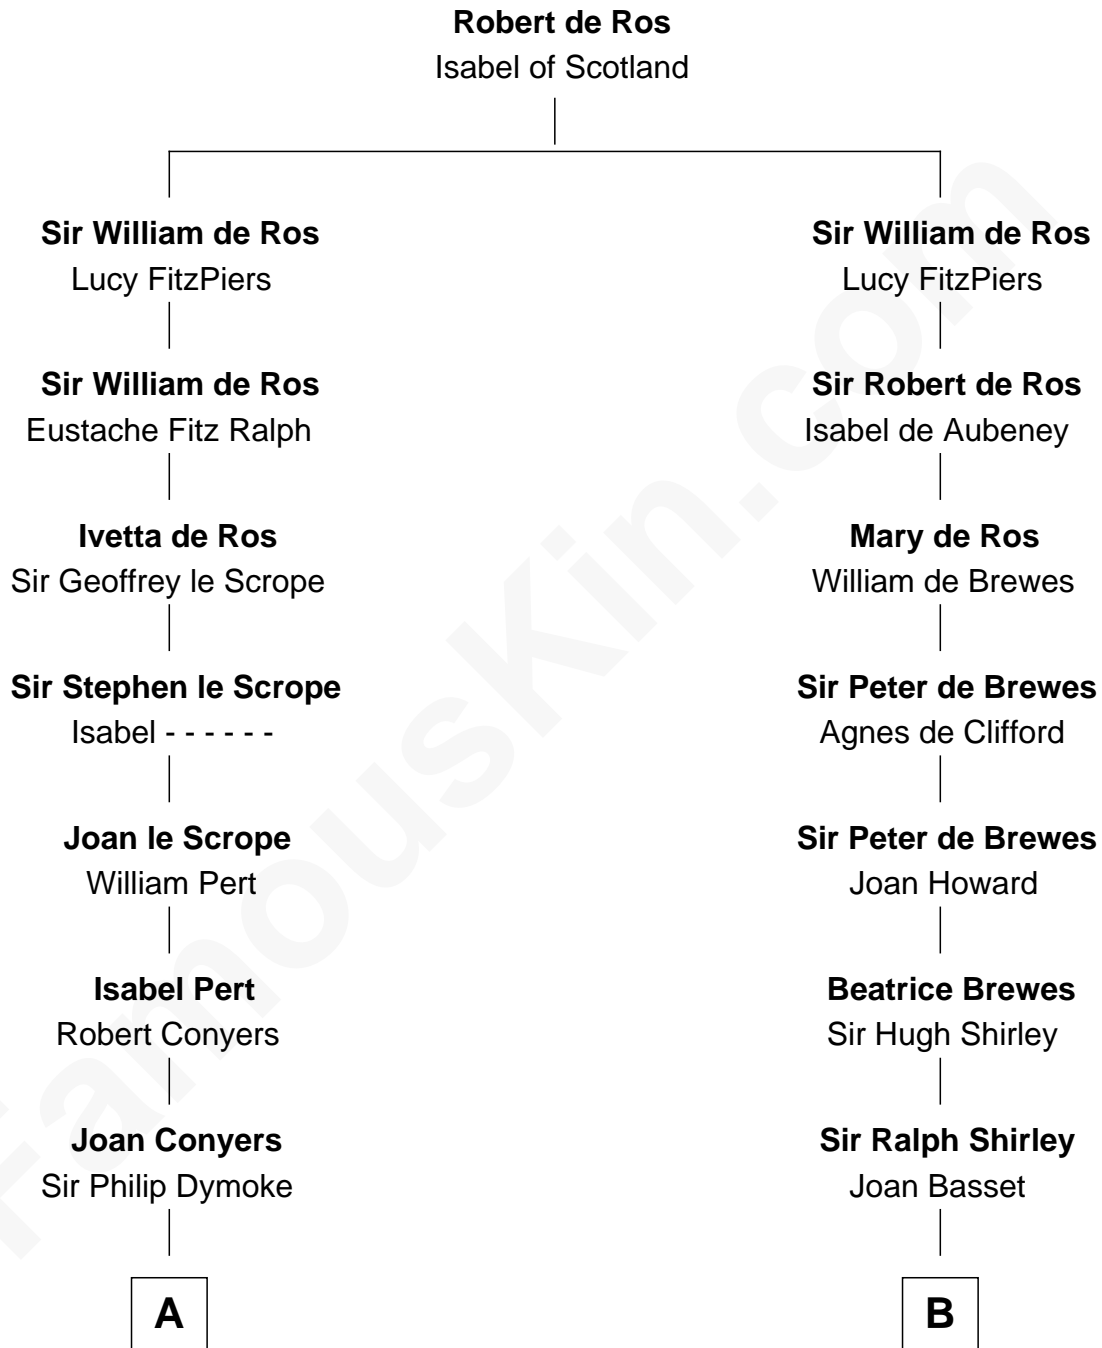 Robert de Ros
Isabel of Scotland
Sir William de Ros
Lucy FitzPiers
Sir William de Ros
Eustache Fitz Ralph
Ivetta de Ros
Sir Geoffrey le Scrope
Sir Stephen le Scrope
Isabel - - - - - -
Joan le Scrope
William Pert
Isabel Pert
Robert Conyers
Joan Conyers
Sir Philip Dymoke
A
Sir William de Ros
Lucy FitzPiers
Sir Robert de Ros
Isabel de Aubeney
Mary de Ros
William de Brewes
Sir Peter de Brewes
Agnes de Clifford
Sir Peter de Brewes
Joan Howard
Beatrice Brewes
Sir Hugh Shirley
Sir Ralph Shirley
Joan Basset
B
FamousKin.com